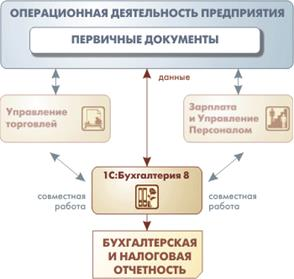 ОПЕРАЦИОННАЯ ДЕЯТЕЛЬНОСТЬ ПРЕДПРИЯТИЯ
ПЕРВИЧНЫЕ ДОКУМЕНТЫ
данные
Управление
торговлей
Зарплата
и Управление
Персоналом
1С:Бухгалтерия 8
совместная
работа
совместная
работа
БУХГАЛТЕРСКАЯ
И НАЛОГОВАЯ
ОТЧЕТНОСТЬ